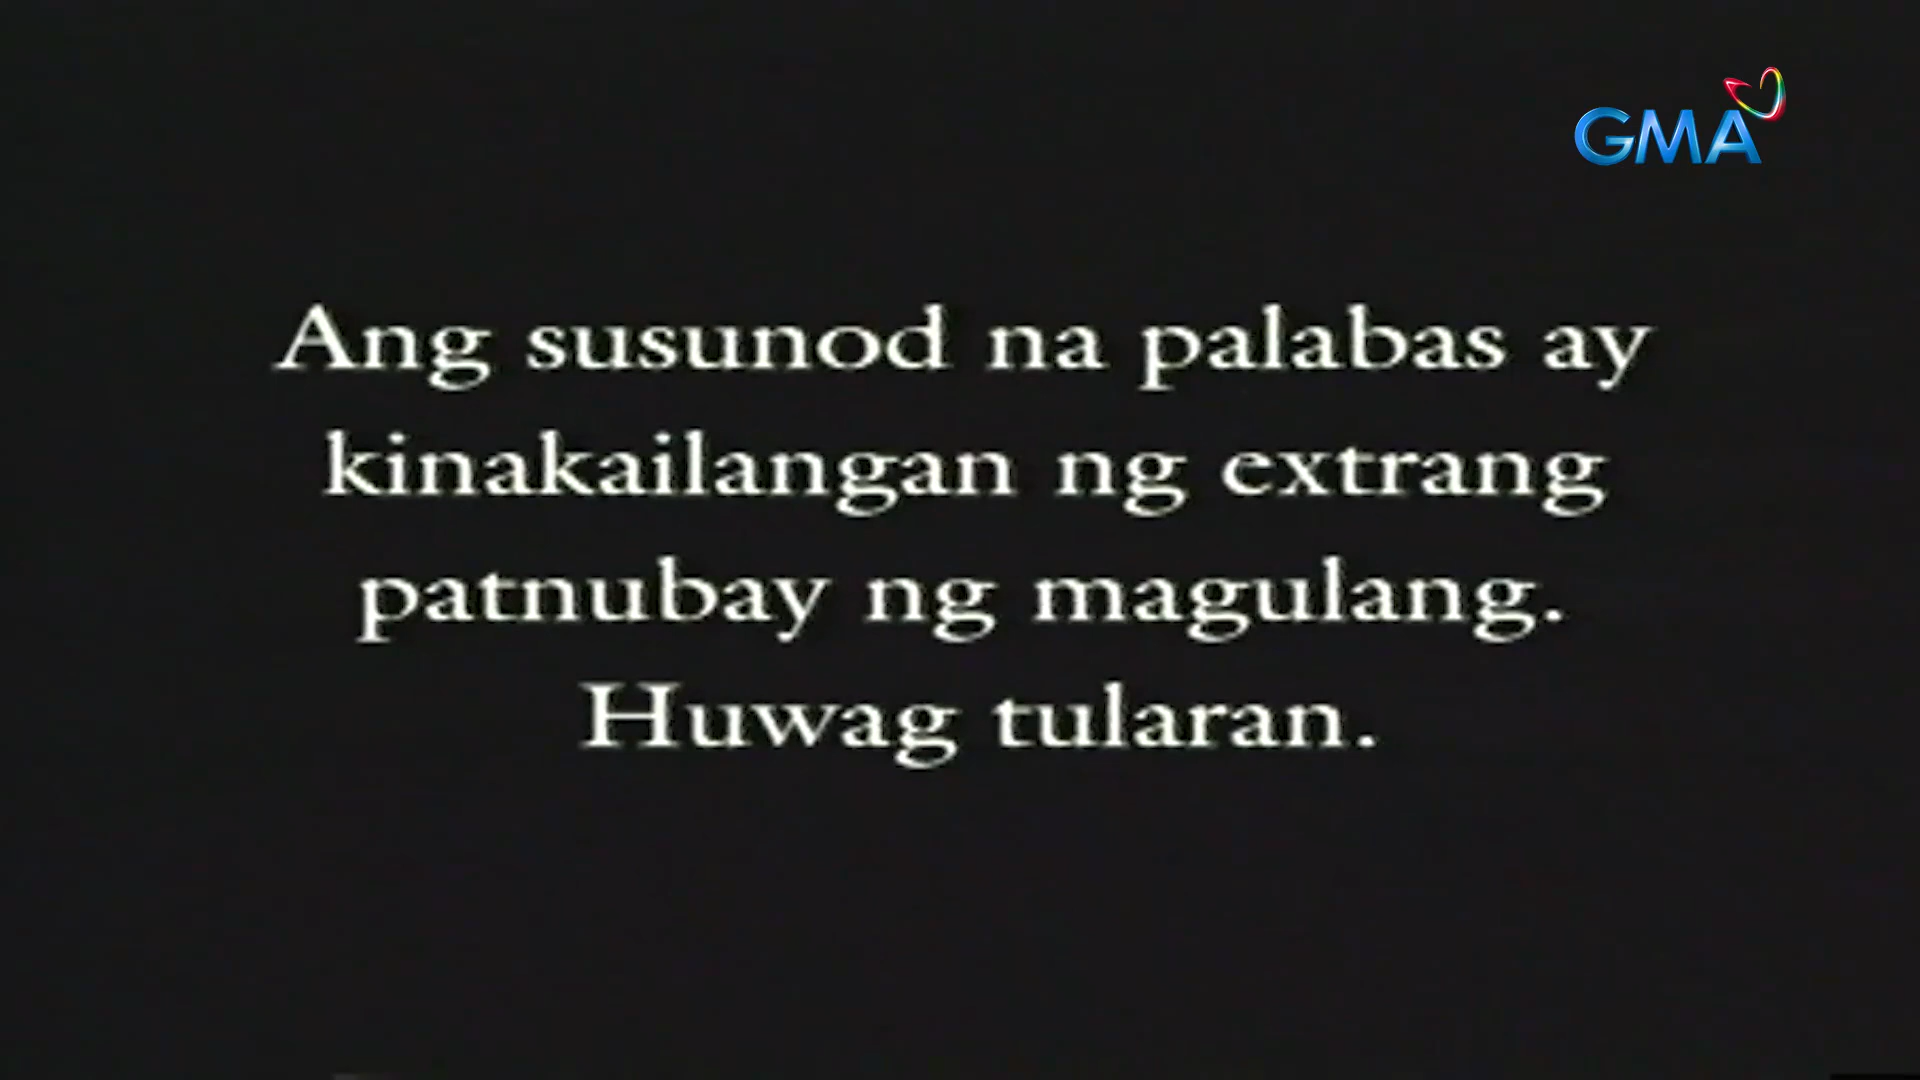 GMA
Ang susunod na palabas ay
kinakailangan ng extrang
patnubay ng magulang.
Huwag tularan.